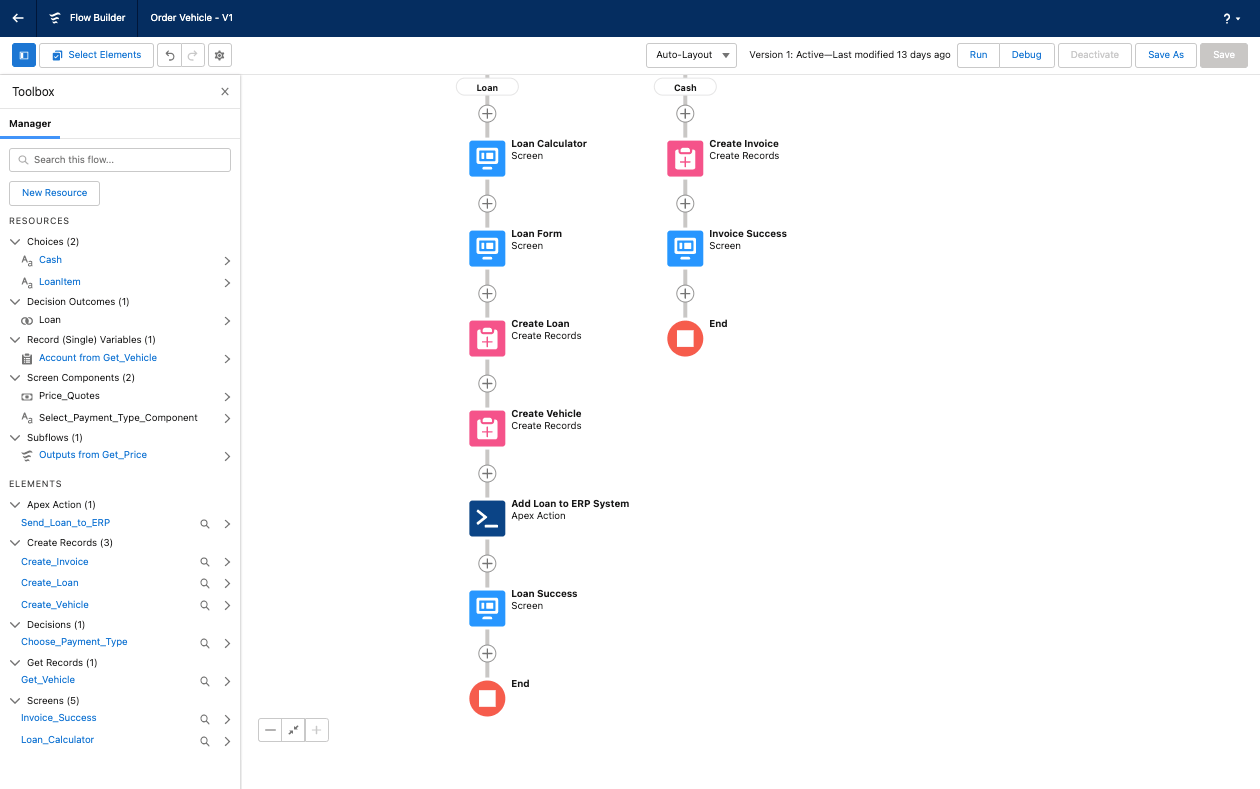 Flow Builder
Order Vehicle - V1
?
Select Elements
Auto-Layout
Version 1: Active—Last modified 13 days ago
Run
Debug
Deactivate
Save As
Save
Toolbox
Manager
Search this flow...
New Resource
RESOURCES
Choices (2)
Cash
LoanItem
Decision Outcomes (1)
Loan
Record (Single) Variables (1)
Account from Get_Vehicle
Screen Components (2)
Price_Quotes
Select_Payment_Type_Component
Subflows (1)
Outputs from Get_Price
ELEMENTS
Apex Action (1)
Send_Loan_to_ERP
Create Records (3)
Create_Invoice
Create_Loan
Create_Vehicle
Decisions (1)
Choose_Payment_Type
Get Records (1)
Get_Vehicle
Screens (5)
Invoice_Success
Loan_Calculator
Loan
Loan Calculator
Screen
Loan Form
Screen
Create Loan
Create Records
Create Vehicle
Create Records
Add Loan to ERP System
Apex Action
Loan Success
Screen
End
Cash
Create Invoice
Create Records
Invoice Success
Screen
End